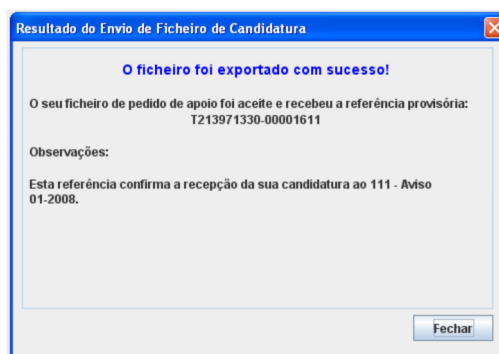 Resultado do Envio de Ficheiro de Candidatura
O ficheiro foi exportado com sucesso!
O seu ficheiro de pedido de apoio foi aceite e recebeu a referência provisória:
T213971330-00001611
Observações:
Esta referência confirma a recepção da sua candidatura ao 111 - Aviso
01-2008.
Fechar